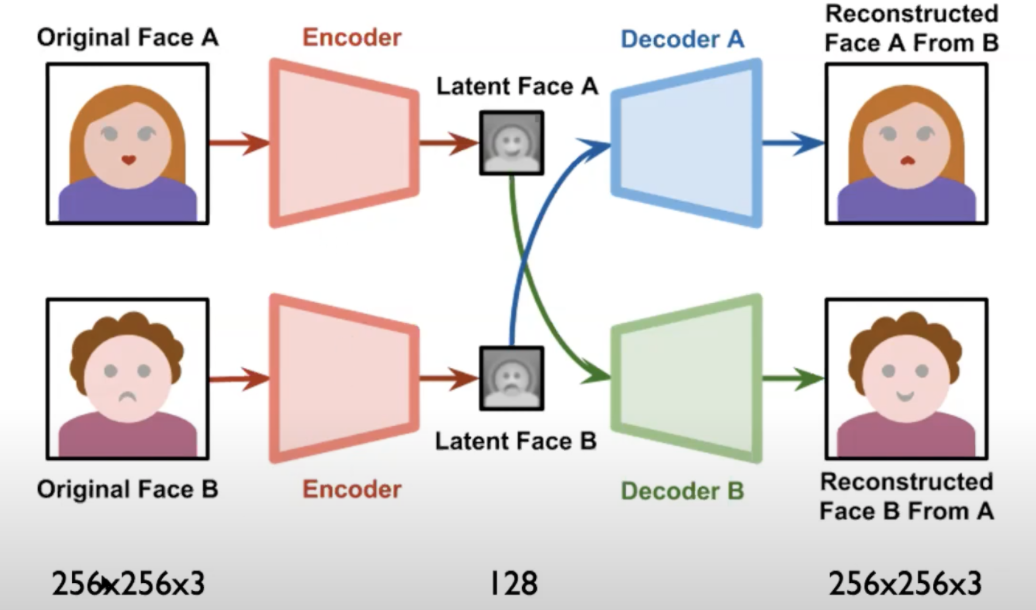 Original Face A
Encoder
Latent Face A
Decoder A
Reconstructed
Face A From B
Original Face B
Encoder
Latent Face B
Decoder B
Reconstructed
Face B From A
256x256x3
128
256x256x3